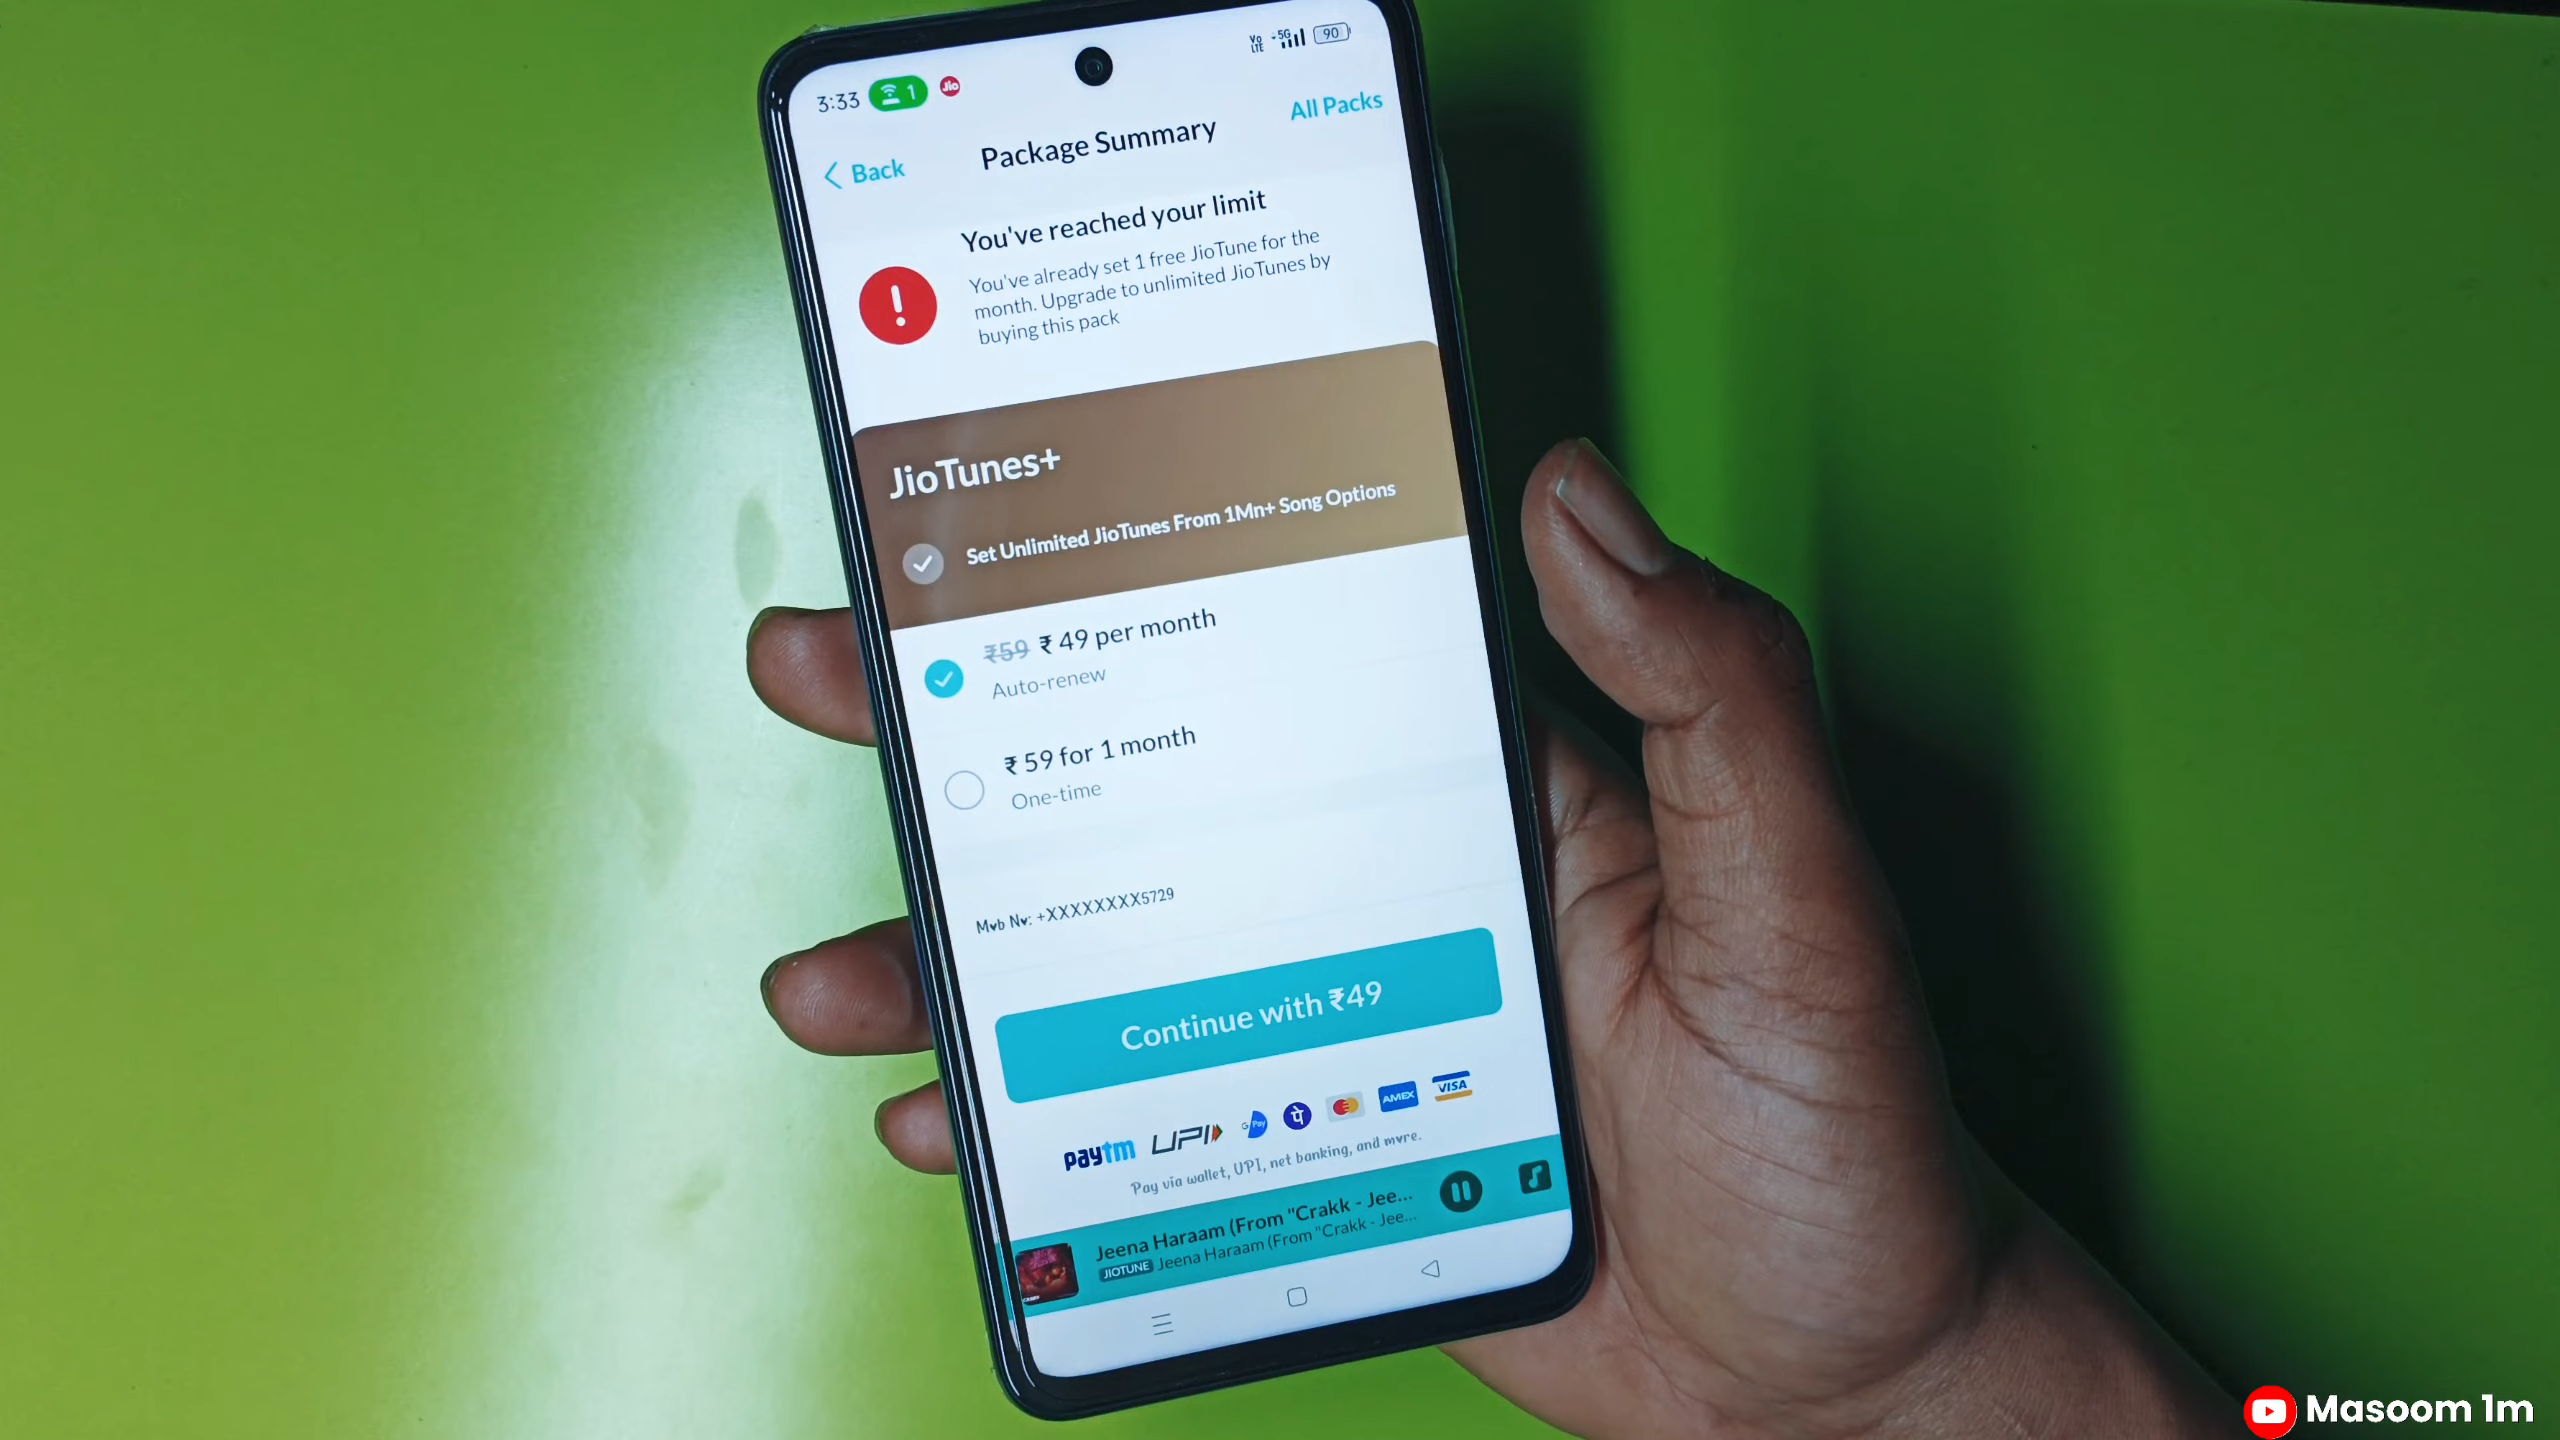 3:33 1 Jio Vo LTE 5G 90
All Packs
Back Package Summary
You've reached your limit
You've already set 1 free JioTune for the
month. Upgrade to unlimited JioTunes by
buying this pack
JioTunes+
Set Unlimited JioTunes From 1Mn+ Song Options
₹59 ₹ 49 per month
Auto-renew
₹ 59 for 1 month
One-time
Mob No: +XXXXXXXX5729
Continue with ₹49
paytm UPI G Pay पे AMEX VISA
Pay via wallet, UPI, net banking, and more.
Jeena Haraam (From "Crakk - Jee...
JIOTUNE Jeena Haraam (From "Crakk - Jee...
Masoom 1m